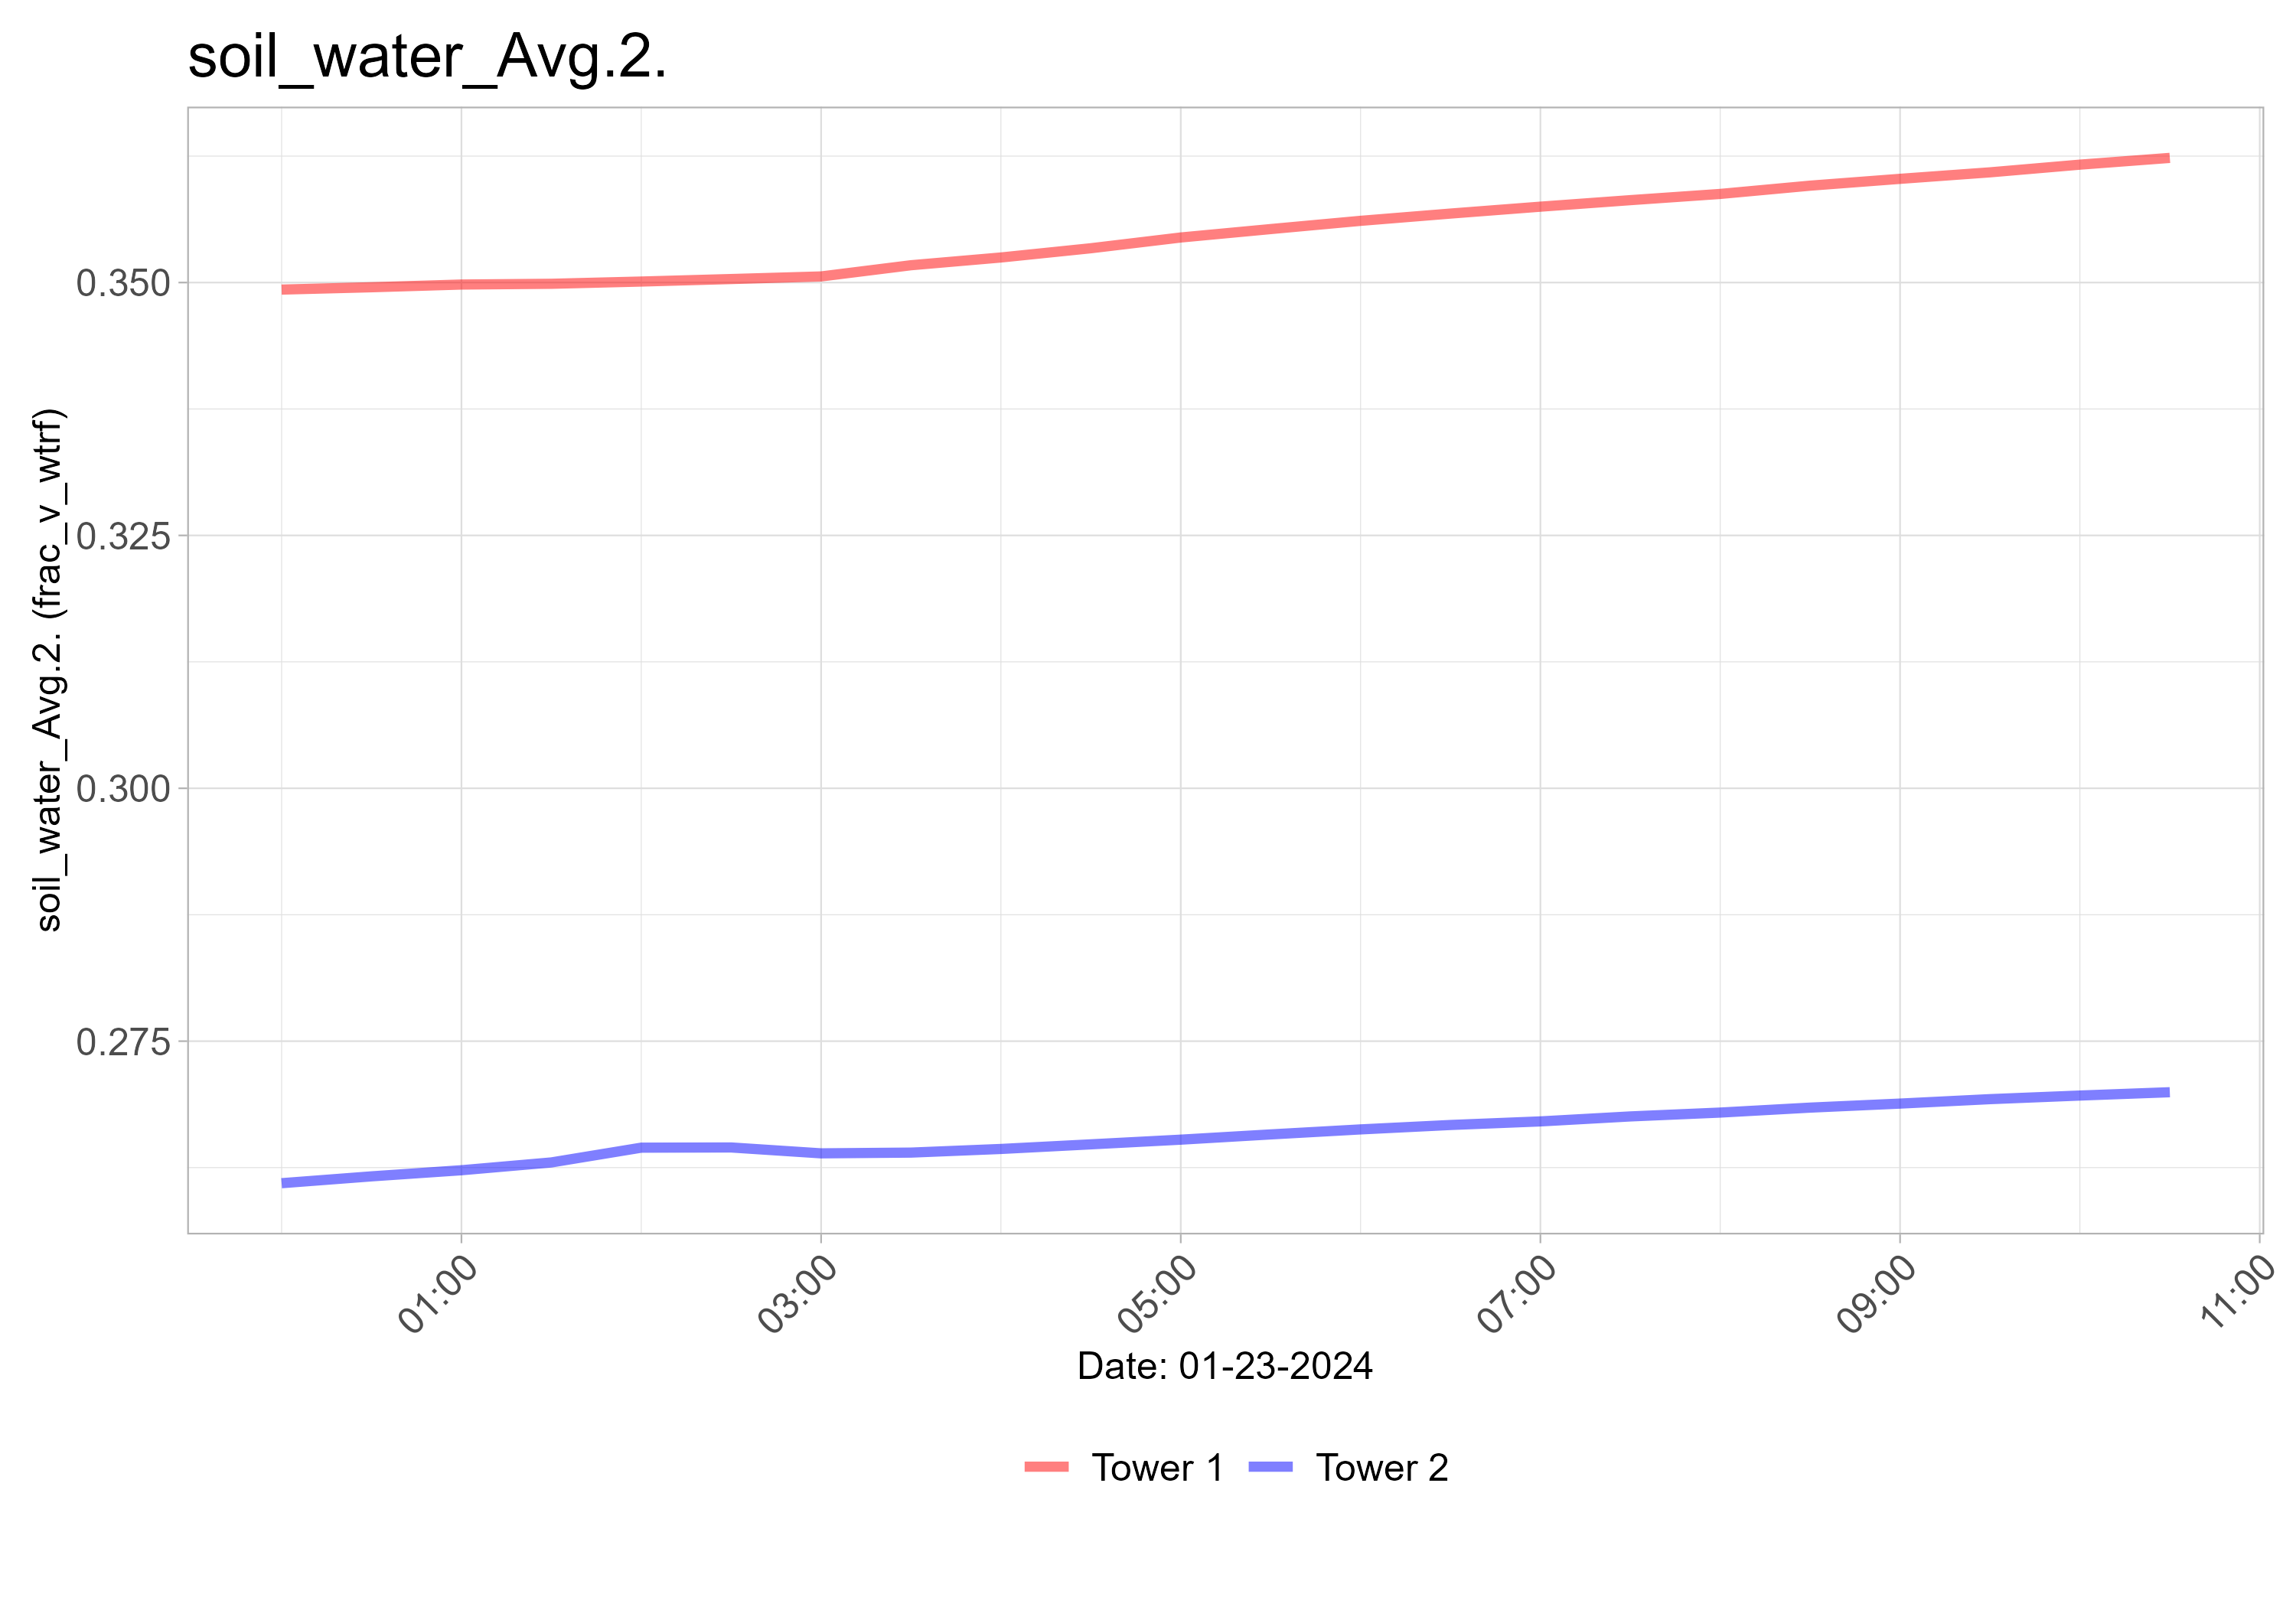 soil_water_Avg.2.
soil_water_Avg.2. (frac_v_wtrf)
0.350
0.325
0.300
0.275
01:00
03:00
05:00
07:00
09:00
11:00
Date: 01-23-2024
Tower 1
Tower 2